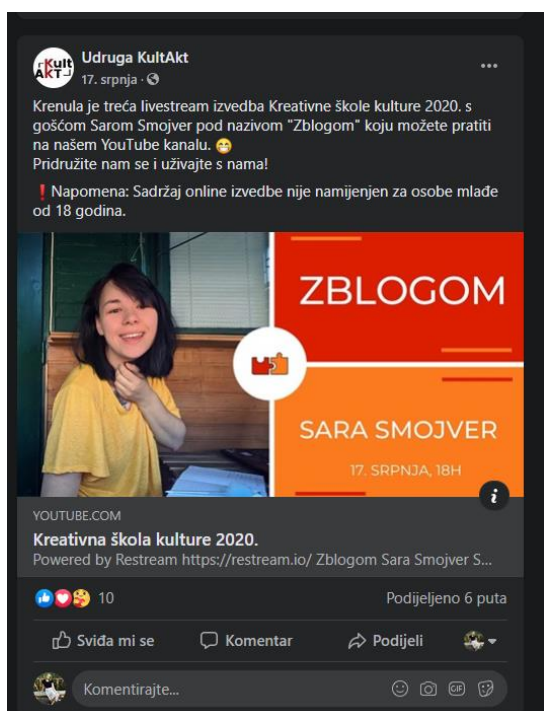 Kult
AKT
Udruga KultAkt
17. srpnja ·
Krenula je treća livestream izvedba Kreativne škole kulture 2020. s
gošćom Sarom Smojver pod nazivom "Zblogom" koju možete pratiti
na našem YouTube kanalu. 😁
Pridružite nam se i uživajte s nama!
❗ Napomena: Sadržaj online izvedbe nije namijenjen za osobe mlađe
od 18 godina.
ZBLOGOM
SARA SMOJVER
17. SRPNJA, 18H
i
YOUTUBE.COM
Kreativna škola kulture 2020.
Powered by Restream https://restream.io/ Zblogom Sara Smojver S...
10 Podijeljeno 6 puta
Sviđa mi se Komentar Podijeli
Komentirajte... GIF